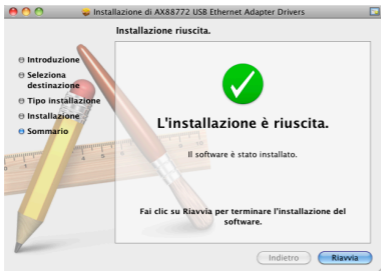 Installazione di AX88772 USB Ethernet Adapter Drivers
Installazione riuscita.
Introduzione
Seleziona
destinazione
Tipo installazione
Installazione
Sommario
L'installazione è riuscita.
Il software è stato installato.
Fai clic su Riavvia per terminare l'installazione del
software.
Indietro
Riavvia